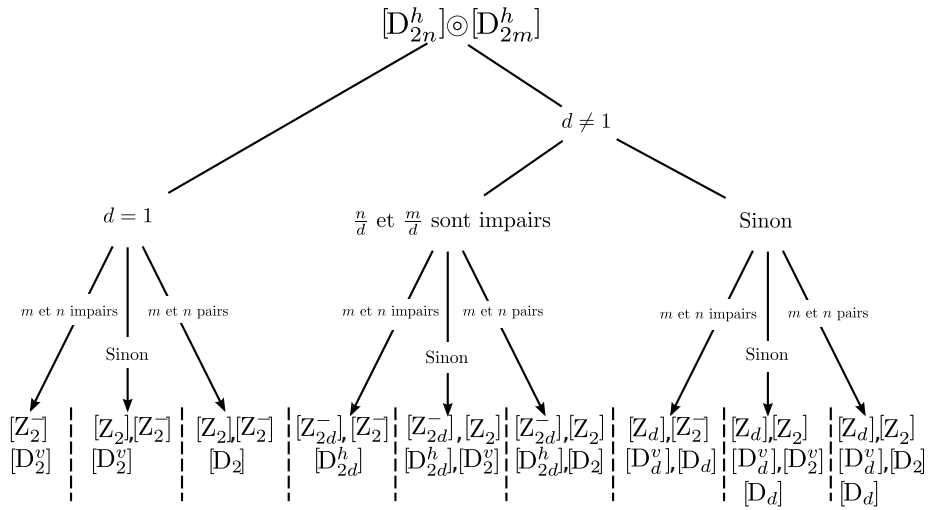 [D^h_{2n}]⊚[D^h_{2m}]
d ≠ 1
d = 1
n/d et m/d sont impairs
Sinon
m et n impairs
m et n pairs
Sinon
m et n impairs
m et n pairs
Sinon
m et n impairs
m et n pairs
Sinon
[Z^-_2]
[D^v_2]
[Z_2],[Z^-_2]
[D^v_2]
[Z_2],[Z^-_2]
[D_2]
[Z^-_{2d}],[Z^-_2]
[D^h_{2d}]
[Z^-_{2d}],[Z_2]
[D^h_{2d}],[D^v_2]
[Z^-_{2d}],[Z_2]
[D^h_{2d}],[D_2]
[Z_d],[Z^-_2]
[D^v_d],[D_d]
[Z_d],[Z_2]
[D^v_d],[D^v_2]
[D_d]
[Z_d],[Z_2]
[D^v_d],[D_2]
[D_d]